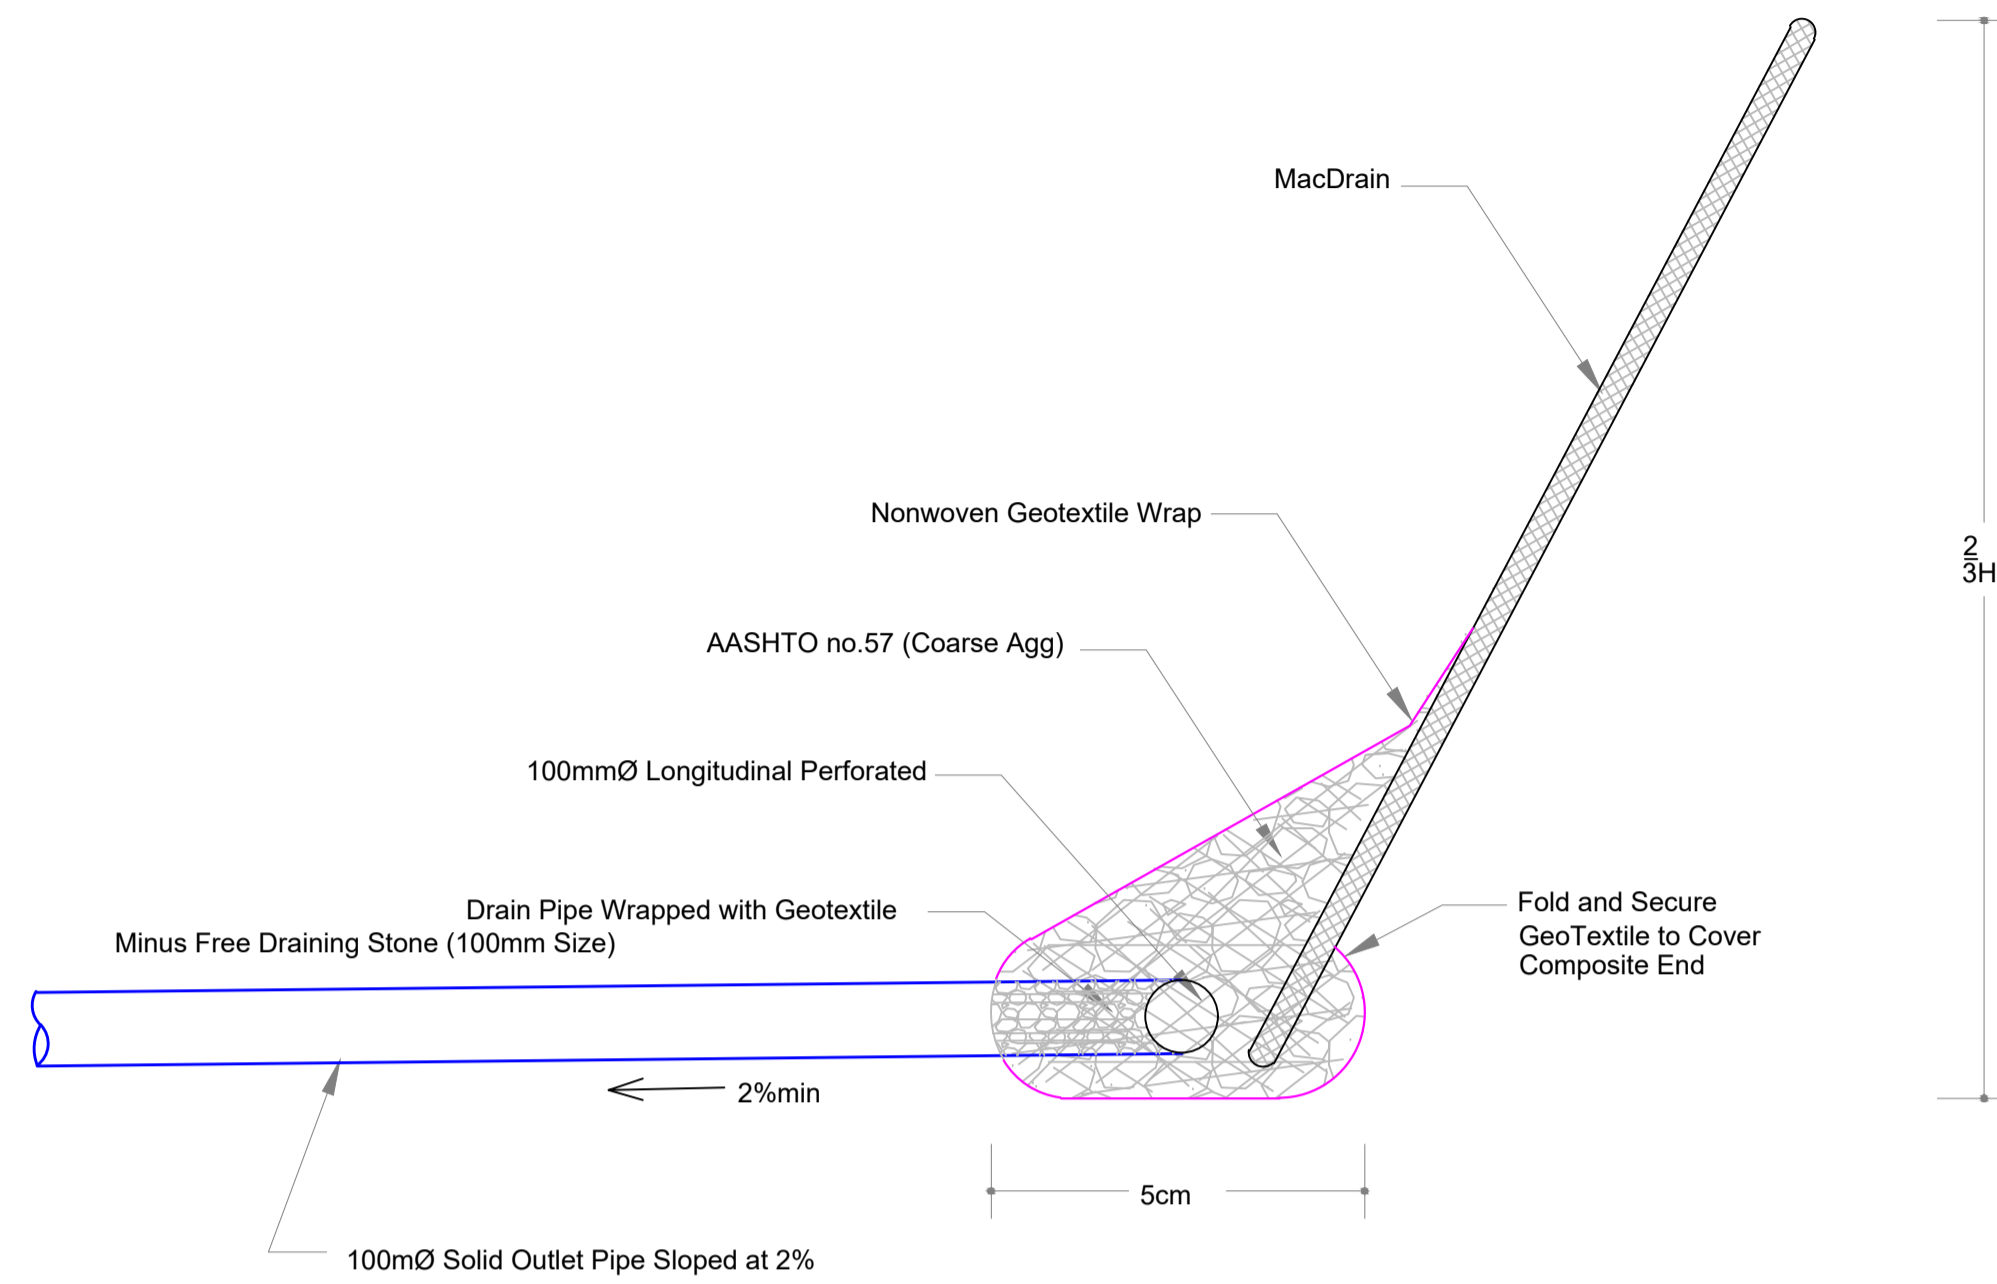 MacDrain
Nonwoven Geotextile Wrap
2
3H
AASHTO no.57 (Coarse Agg)
100mmØ Longitudinal Perforated
Drain Pipe Wrapped with Geotextile
Minus Free Draining Stone (100mm Size)
Fold and Secure
GeoTextile to Cover
Composite End
2%min
5cm
100mØ Solid Outlet Pipe Sloped at 2%